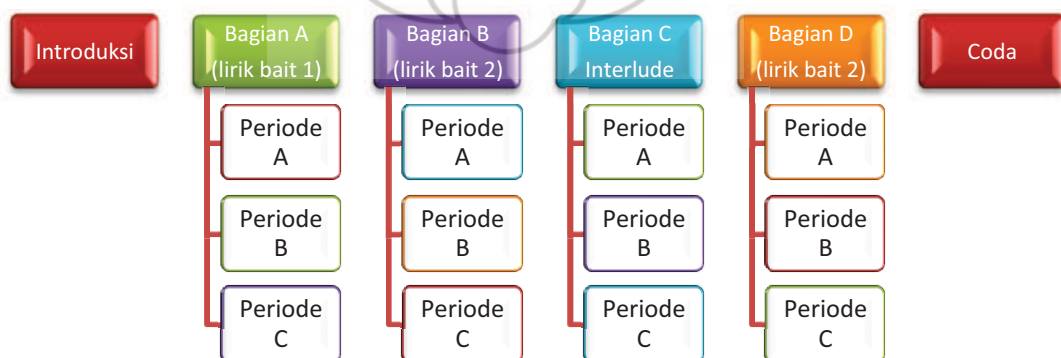 Introduksi
Bagian A
(lirik bait 1)
Periode
A
Periode
B
Periode
C
Bagian B
(lirik bait 2)
Periode
A
Periode
B
Periode
C
Bagian C
Interlude
Periode
A
Periode
B
Periode
C
Bagian D
(lirik bait 2)
Periode
A
Periode
B
Periode
C
Coda